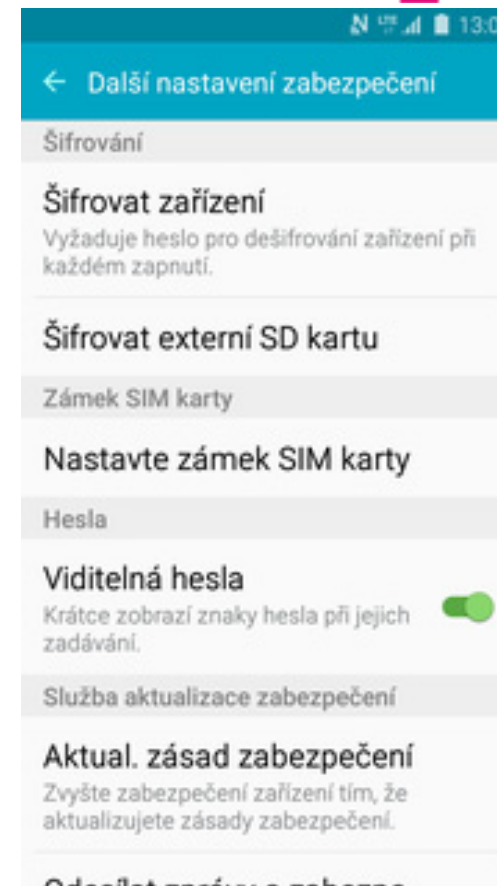 13:0
Další nastavení zabezpečení
Šifrování
Šifrovat zařízení
Vyžaduje heslo pro dešifrování zařízení při
každém zapnutí.
Šifrovat externí SD kartu
Zámek SIM karty
Nastavte zámek SIM karty
Hesla
Viditelná hesla
Krátce zobrazí znaky hesla při jejich
zadávání.
Služba aktualizace zabezpečení
Aktual. zásad zabezpečení
Zvyšte zabezpečení zařízení tím, že
aktualizujete zásady zabezpečení.